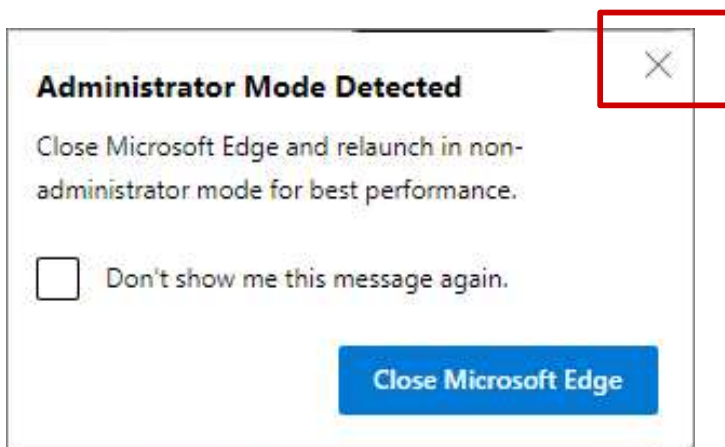 Administrator Mode Detected
Close Microsoft Edge and relaunch in non-
administrator mode for best performance.
Don't show me this message again.
Close Microsoft Edge